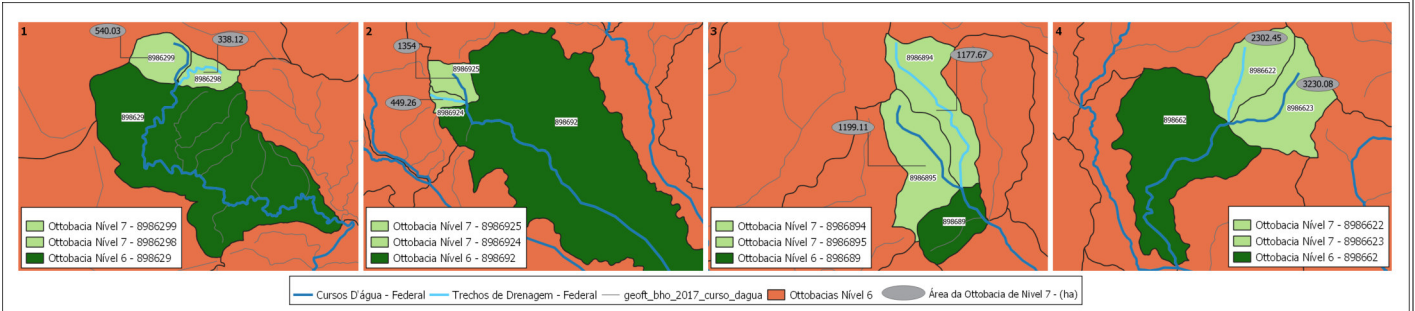 1
540.03
338.12
8986299
8986298
898629
Ottobacia Nível 7 - 8986299
Ottobacia Nível 7 - 8986298
Ottobacia Nível 6 - 898629
2
1354
8986925
449.26
8986924
898692
Ottobacia Nível 7 - 8986925
Ottobacia Nível 7 - 8986924
Ottobacia Nível 6 - 898692
3
8986894
1177.67
1199.11
8986895
898689
Ottobacia Nível 7 - 8986894
Ottobacia Nível 7 - 8986895
Ottobacia Nível 6 - 898689
4
2302.45
8986622
3230.08
8986623
898662
Ottobacia Nível 7 - 8986622
Ottobacia Nível 7 - 8986623
Ottobacia Nível 6 - 898662
Cursos D'água - Federal Trechos de Drenagem - Federal geoft_bho_2017_curso_dagua Ottobacias Nível 6 Área da Ottobacia de Nivel 7 - (ha)